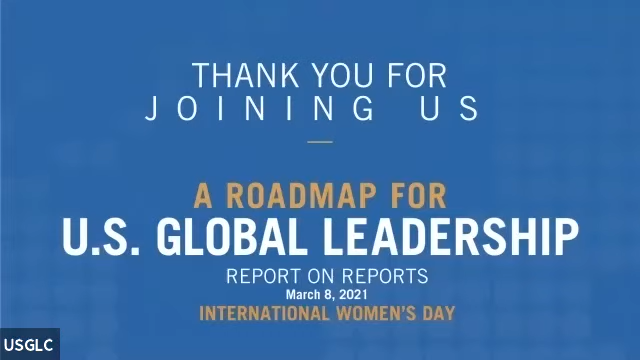 THANK YOU FOR
JOINING US
A ROADMAP FOR
U.S. GLOBAL LEADERSHIP
REPORT ON REPORTS
March 8, 2021
INTERNATIONAL WOMEN'S DAY
USGLC